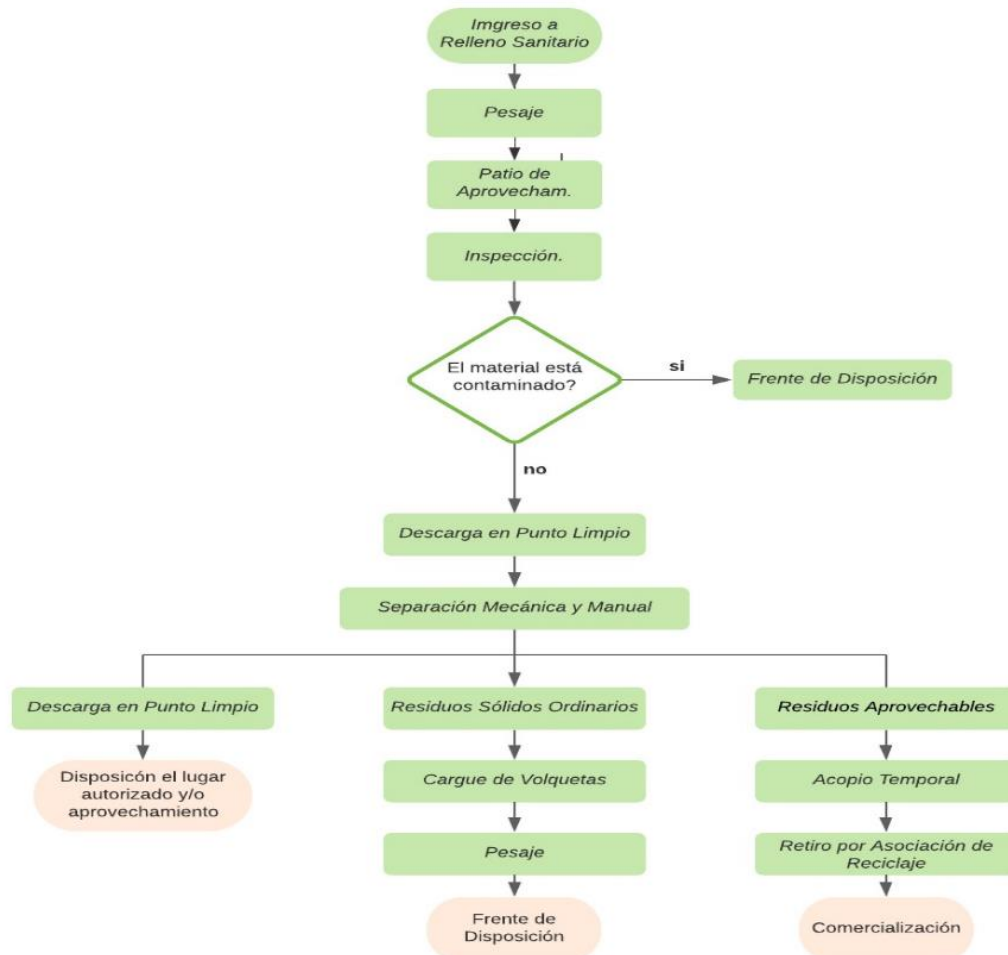 Imgreso a
Relleno Sanitario
Pesaje
Patio de
Aprovecham.
Inspección.
El material está
contaminado?
si
Frente de Disposición
no
Descarga en Punto Limpio
Separación Mecánica y Manual
Descarga en Punto Limpio
Residuos Sólidos Ordinarios
Residuos Aprovechables
Disposicón el lugar
autorizado y/o
aprovechamiento
Cargue de Volquetas
Acopio Temporal
Pesaje
Retiro por Asociación de
Reciclaje
Frente de
Disposición
Comercialización